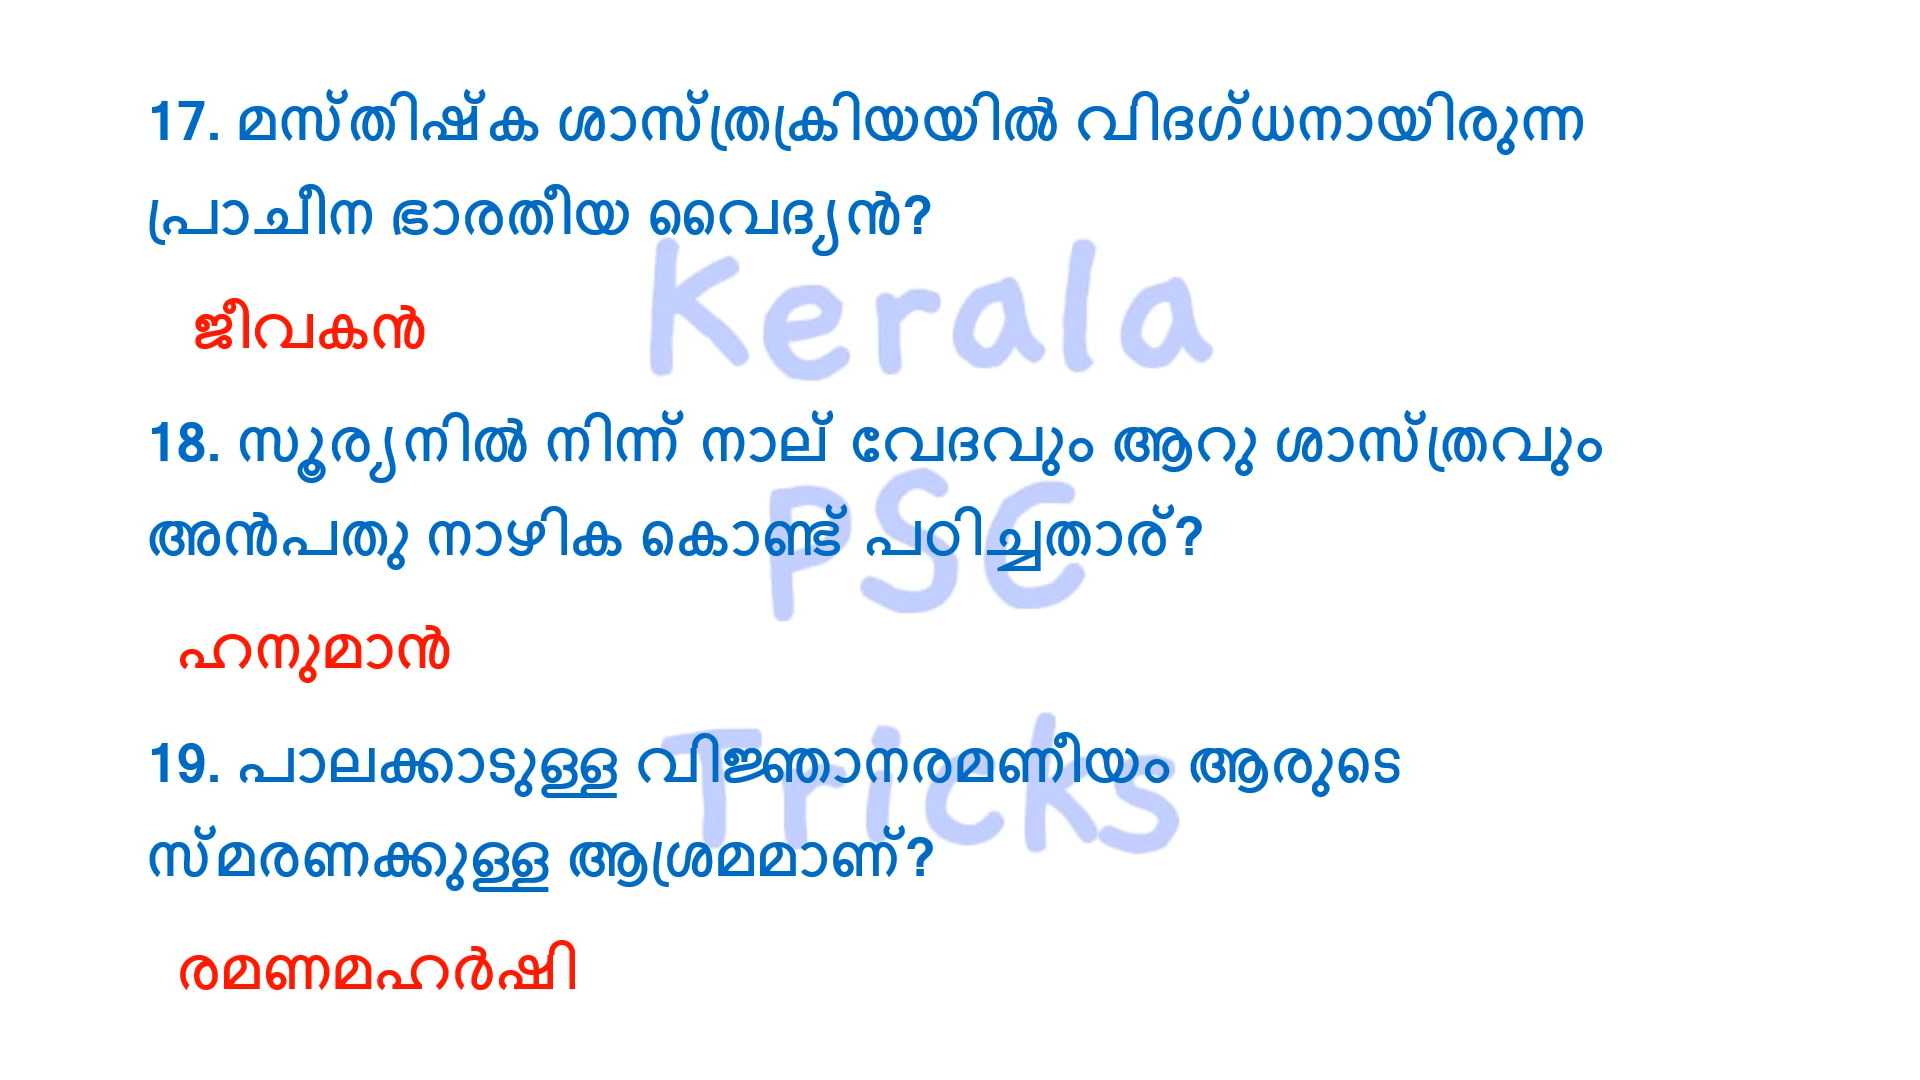 17. മസ്തിഷ്ക ശാസ്ത്രക്രിയയിൽ വിദഗ്ധനായിരുന്ന
പ്രാചീന ഭാരതീയ വൈദ്യൻ?
ജീവകൻ
Kerala
18. സൂര്യനിൽ നിന്ന് നാല് വേദവും ആറു ശാസ്ത്രവും
PSC
അൻപതു നാഴിക കൊണ്ട് പഠിച്ചതാര്?
ഹനുമാൻ
Tricks
19. പാലക്കാടുള്ള വിജ്ഞാനരമണീയം ആരുടെ
സ്മരണക്കുള്ള ആശ്രമമാണ്?
രമണമഹർഷി